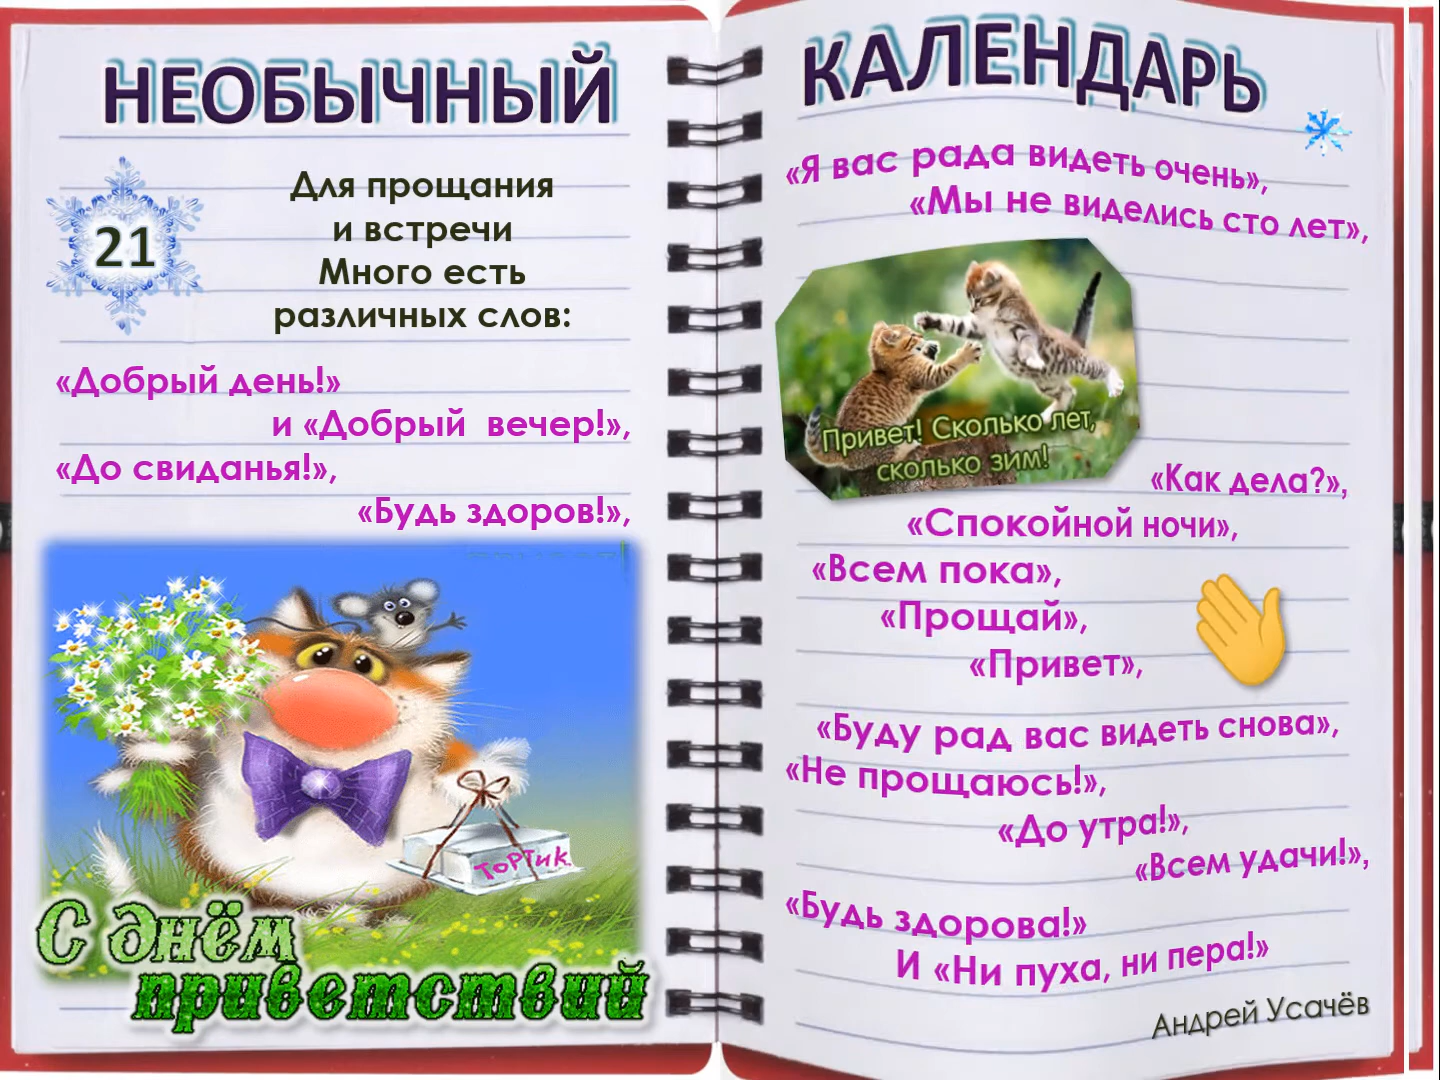 НЕОБЫЧНЫЙ
21
Для прощания
и встречи
Много есть
различных слов:
«Добрый день!»
и «Добрый вечер!»,
«До свиданья!»,
«Будь здоров!»,
ТОРТИК
С днём
приветствий
КАЛЕНДАРЬ
«Я вас рада видеть очень»,
«Мы не виделись сто лет»,
Привет! Сколько лет,
сколько зим!
«Как дела?»,
«Спокойной ночи»,
«Всем пока»,
«Прощай»,
«Привет»,
«Буду рад вас видеть снова»,
«Не прощаюсь!»,
«До утра!»,
«Всем удачи!»,
«Будь здорова!»
И «Ни пуха, ни пера!»
Андрей Усачёв